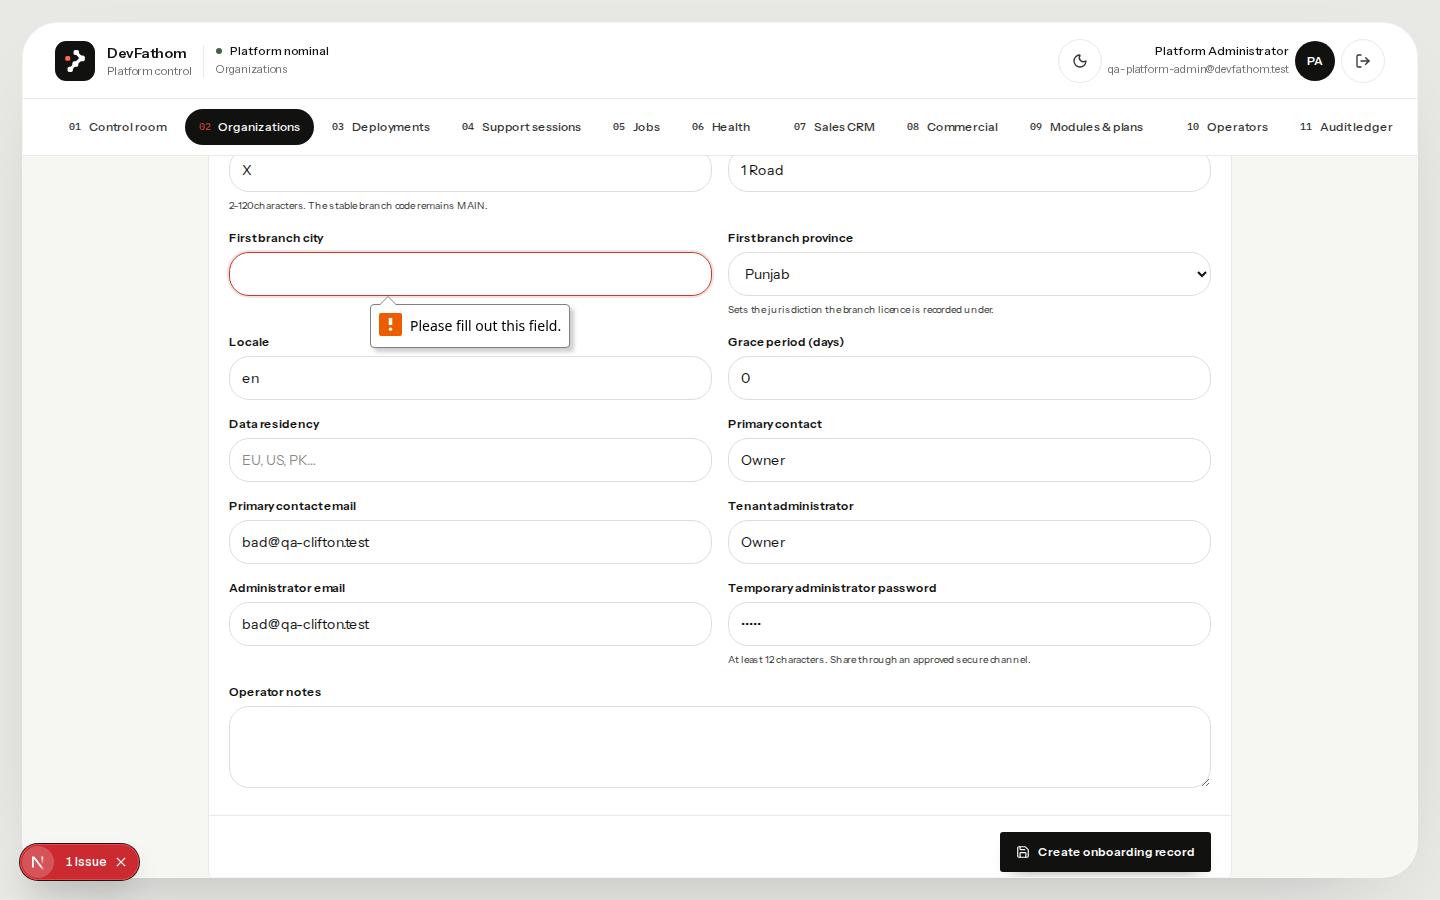 DevFathom
Platform control
Platform nominal
Organizations
Platform Administrator
qa-platform-admin@devfathom.test
PA
01 Control room
02 Organizations
03 Deployments
04 Support sessions
05 Jobs
06 Health
07 Sales CRM
08 Commercial
09 Modules & plans
10 Operators
11 Audit ledger
X
1 Road
2–120 characters. The stable branch code remains MAIN.
First branch city
First branch province
Punjab
Please fill out this field.
Sets the jurisdiction the branch licence is recorded under.
Locale
Grace period (days)
en
0
Data residency
Primary contact
EU, US, PK...
Owner
Primary contact email
Tenant administrator
bad@qa-clifton.test
Owner
Administrator email
Temporary administrator password
bad@qa-clifton.test
•••••
At least 12 characters. Share through an approved secure channel.
Operator notes
Create onboarding record
N
1 Issue